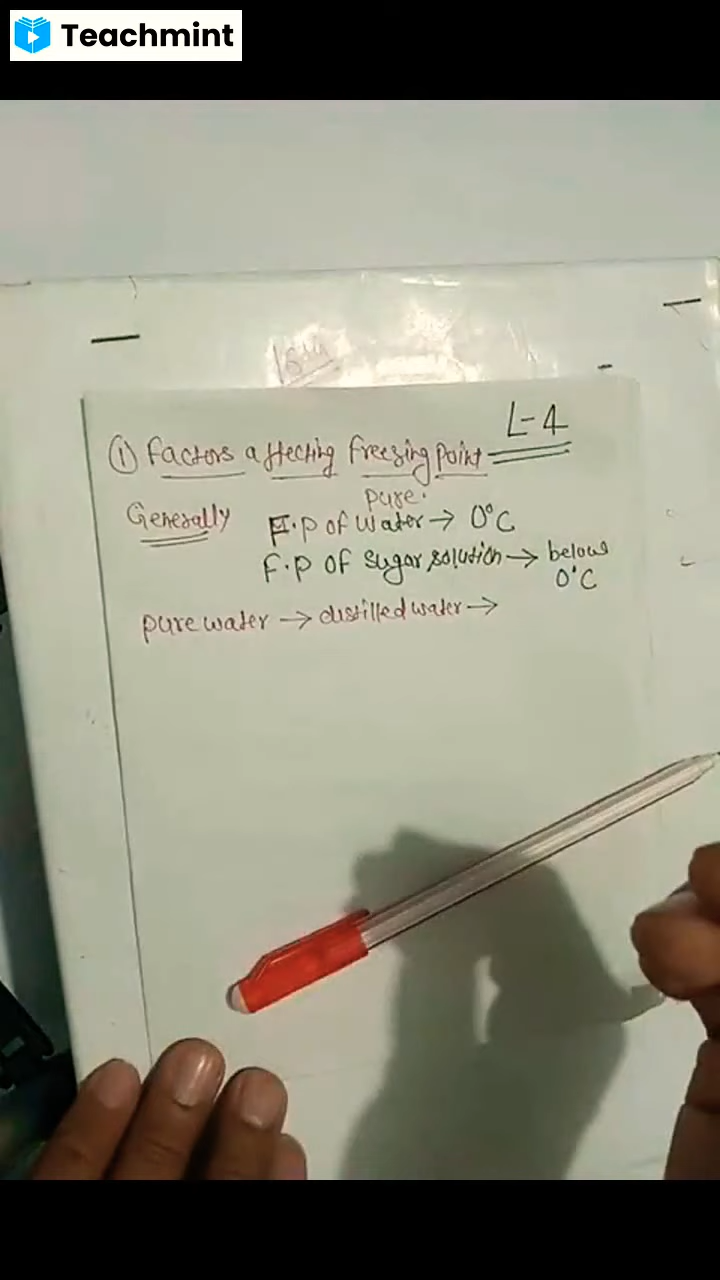 Teachmint
L-4
① Factors affecting freezing point
pure.
Generally F.p of water → 0°C
F.p of sugar solution → below
0°C
pure water → distilled water →